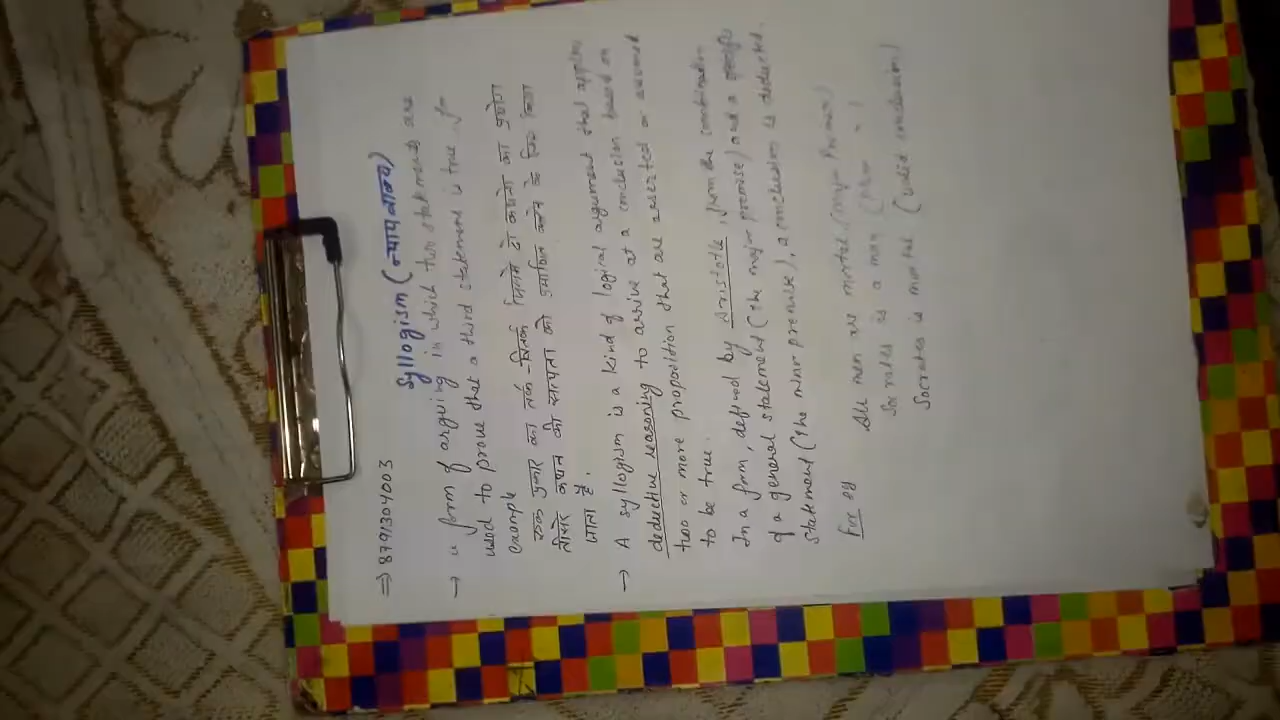 ⇒ 8791304003
Syllogism (न्यायवाक्य)
→ a form of arguing in which two statements are
used to prove that a third statement is true. for
example
एक प्रकार का तर्क-वितर्क जिसमे दो कथनो का प्रयोग
तीसरे कथन की सत्यता को प्रमाणित करने के लिए किया
जाता है.
→ A syllogism is a kind of logical argument that applies
deductive reasoning to arrive at a conclusion based on
two or more proposition that are asserted or assumed
to be true.
In a form, defined by Aristotle, from the combination
of a general statement (the major premise) and a specific
statement (the minor premise), a conclusion is deducted.
For eg
All men are mortal (major Premise)
Socrates is a man
Socrates is mortal (valid conclusion)